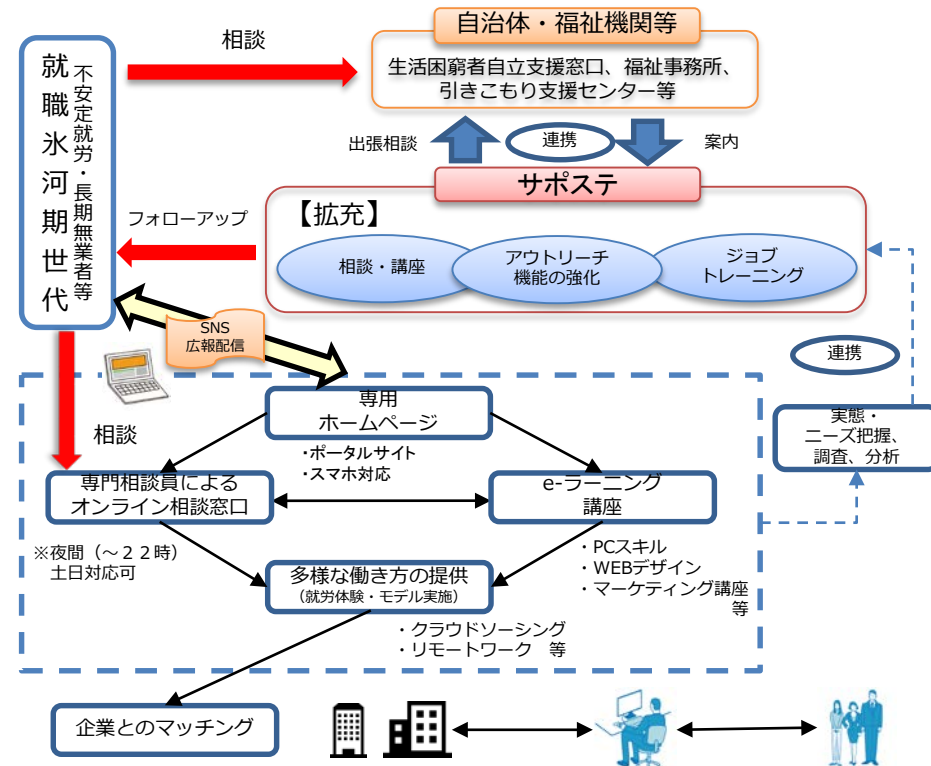 自治体・福祉機関等
相談
生活困窮者自立支援窓口、福祉事務所、
引きこもり支援センター等
就職氷河期世代
不安定就労・長期無業者等
出張相談
連携
案内
サポステ
フォローアップ
【拡充】
相談・講座
アウトリーチ
機能の強化
ジョブ
トレーニング
SNS
広報配信
連携
専用
ホームページ
実態・
ニーズ把握、
調査、分析
相談
・ポータルサイト
・スマホ対応
専門相談員による
オンライン相談窓口
e-ラーニング
講座
※夜間（～２２時）
土日対応可
・PCスキル
・WEBデザイン
・マーケティング講座
等
多様な働き方の提供
（就労体験・モデル実施）
・クラウドソーシング
・リモートワーク　等
企業とのマッチング